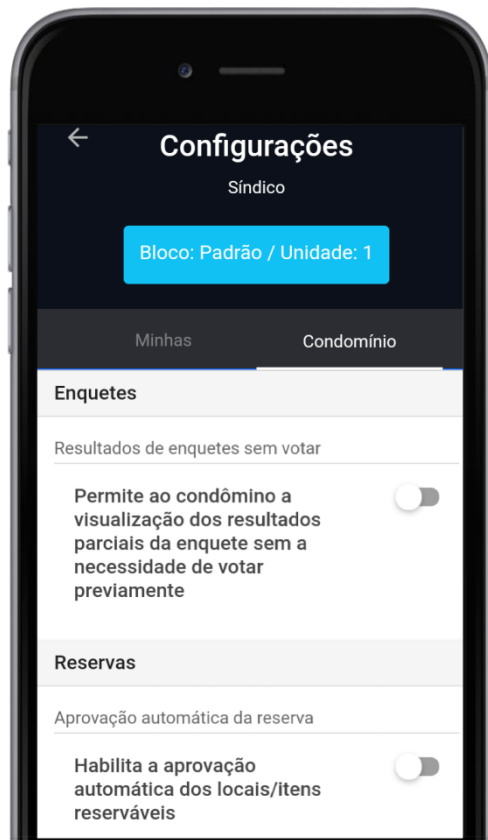 Configurações
Síndico
Bloco: Padrão / Unidade: 1
Minhas
Condomínio
Enquetes
Resultados de enquetes sem votar
Permite ao condômino a
visualização dos resultados
parciais da enquete sem a
necessidade de votar
previamente
Reservas
Aprovação automática da reserva
Habilita a aprovação
automática dos locais/itens
reserváveis